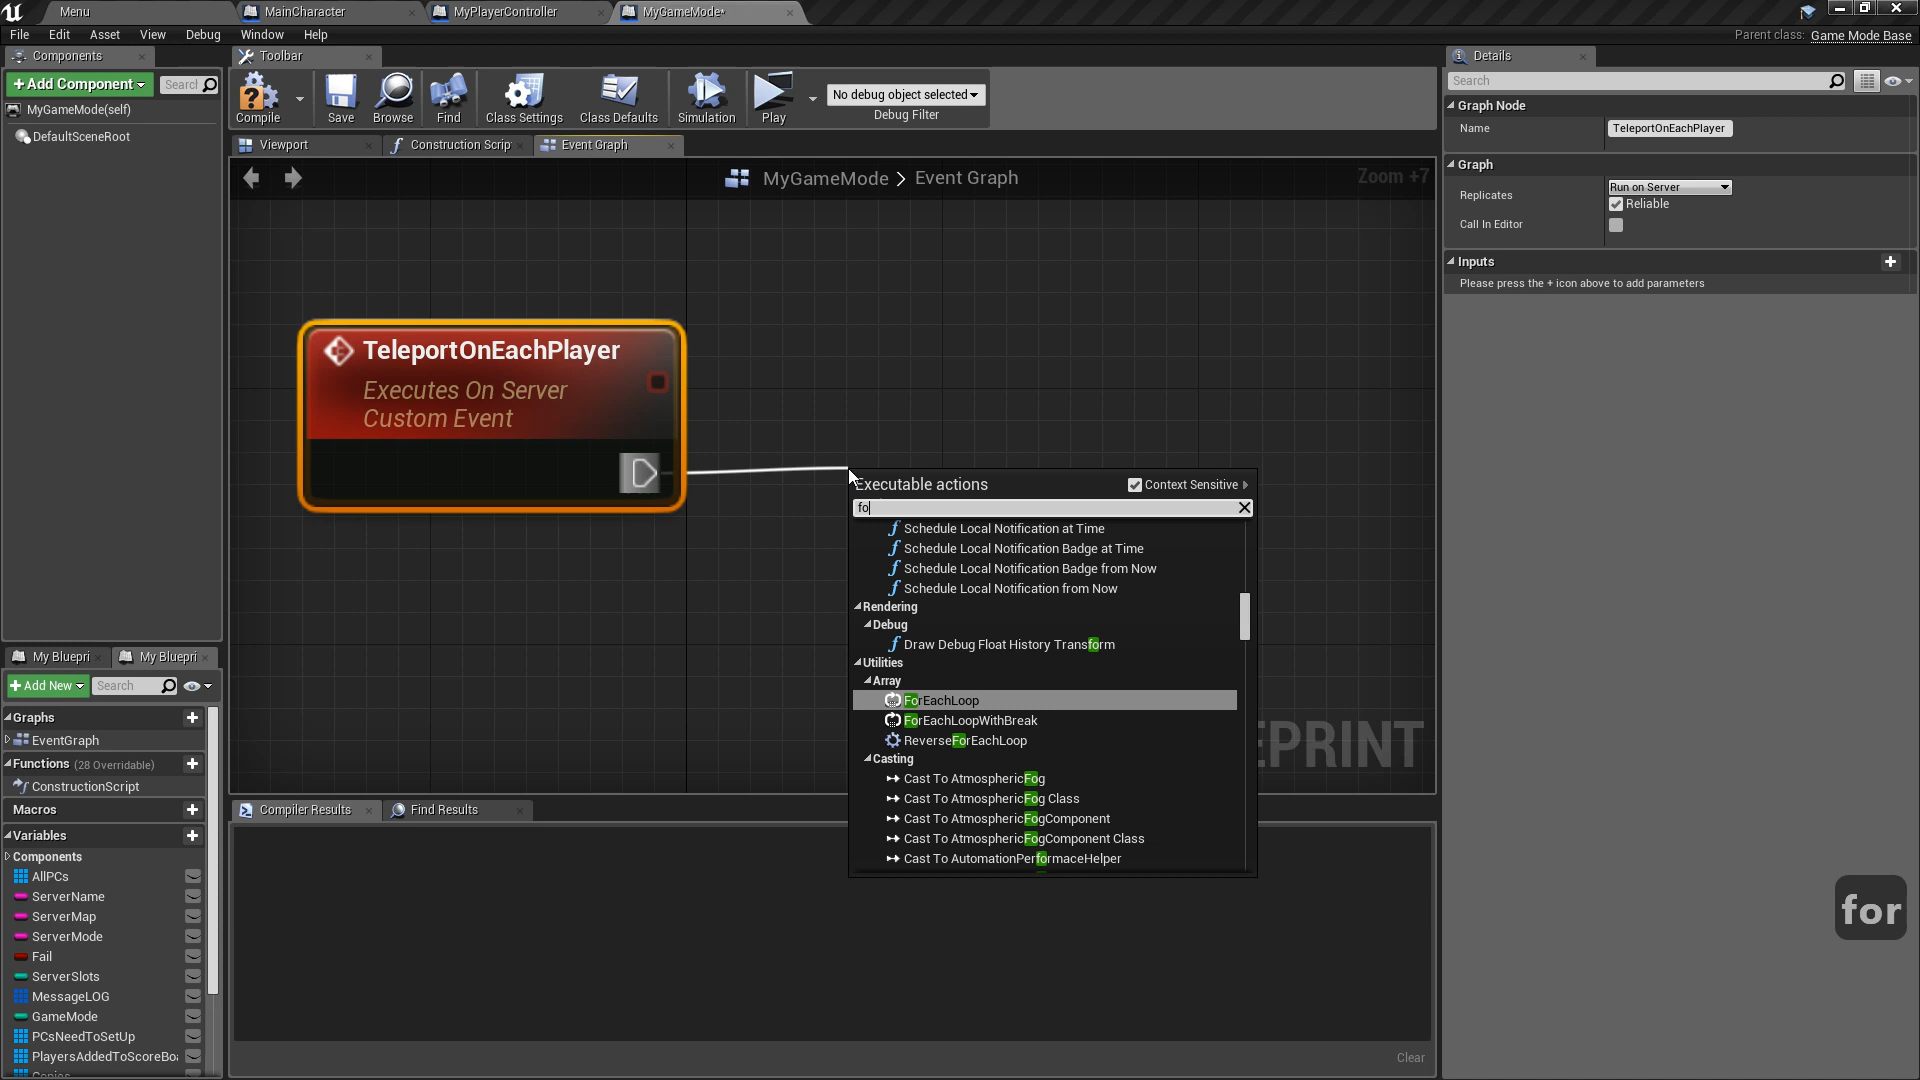 Menu
MainCharacter
MyPlayerController
MyGameMode*
File Edit Asset View Debug Window Help
Parent class: Game Mode Base
Components
Toolbar
Details
+Add Component
Search
MyGameMode(self)
DefaultSceneRoot
Compile
Save
Browse
Find
Class Settings
Class Defaults
Simulation
Play
No debug object selected
Debug Filter
Search
Graph Node
Name
TeleportOnEachPlayer
Graph
Replicates
Run on Server
Reliable
Call In Editor
Inputs
Please press the + icon above to add parameters
Viewport
Construction Scrip
Event Graph
MyGameMode > Event Graph
Zoom +7
TeleportOnEachPlayer
Executes On Server
Custom Event
Executable actions
Context Sensitive
fo
Schedule Local Notification at Time
Schedule Local Notification Badge at Time
Schedule Local Notification Badge from Now
Schedule Local Notification from Now
Rendering
Debug
Draw Debug Float History Transform
Utilities
Array
ForEachLoop
ForEachLoopWithBreak
ReverseForEachLoop
Casting
Cast To AtmosphericFog
Cast To AtmosphericFog Class
Cast To AtmosphericFogComponent
Cast To AtmosphericFogComponent Class
Cast To AutomationPerformaceHelper
EPRINT
My Bluepri
My Bluepri
+Add New
Search
Graphs
EventGraph
Functions (28 Overridable)
ConstructionScript
Macros
Variables
Components
AllPCs
ServerName
ServerMap
ServerMode
Fail
ServerSlots
MessageLOG
GameMode
PCsNeedToSetUp
PlayersAddedToScoreBo
Compiler Results
Find Results
Clear
for